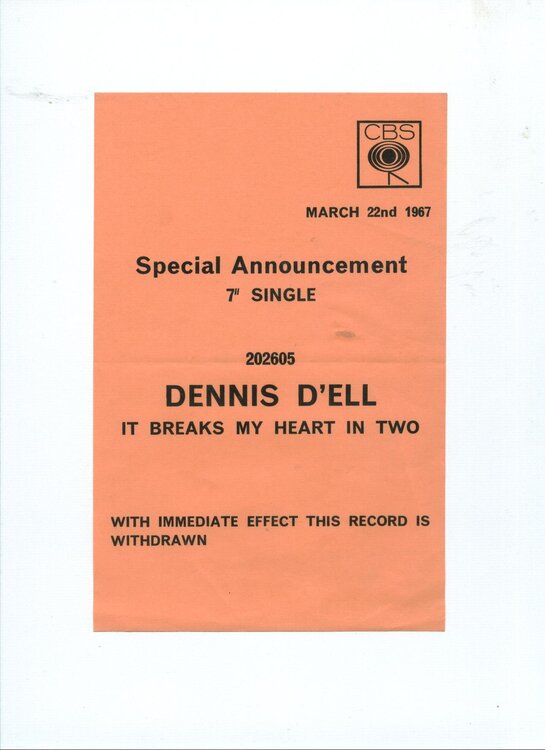 CBS
MARCH 22nd 1967
Special Announcement
7" SINGLE
202605
DENNIS D'ELL
IT BREAKS MY HEART IN TWO
WITH IMMEDIATE EFFECT THIS RECORD IS
WITHDRAWN